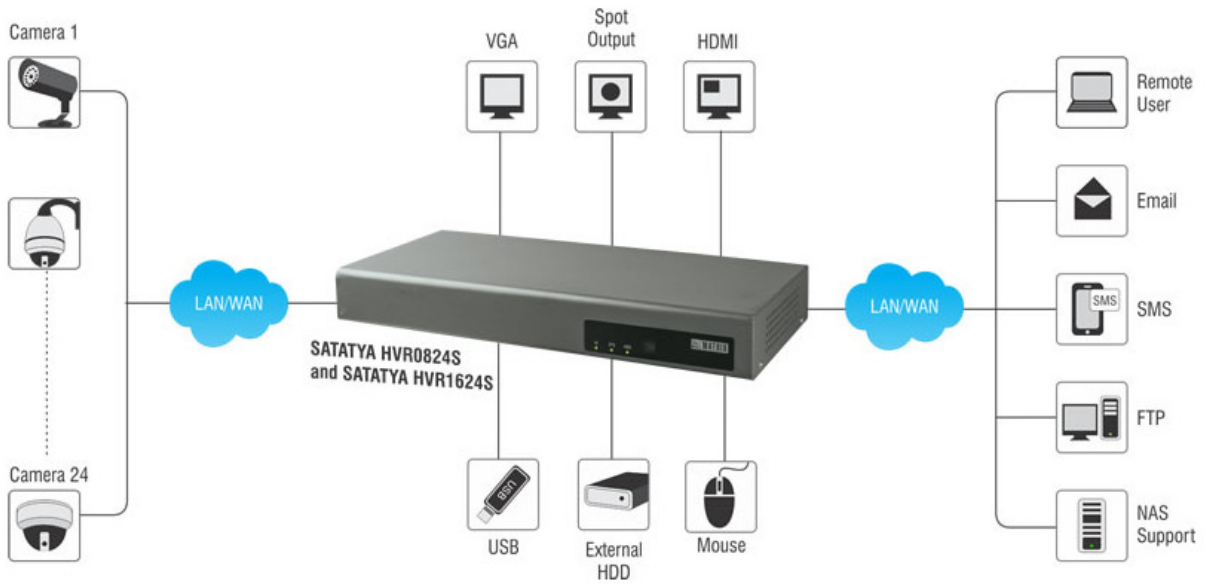 Camera 1
VGA
Spot
Output
HDMI
Remote
User
Email
LAN/WAN
LAN/WAN
SMS
SMS
SATATYA HVR0824S
and SATATYA HVR1624S
MATRIX
FTP
Camera 24
USB
USB
External
HDD
Mouse
NAS
Support